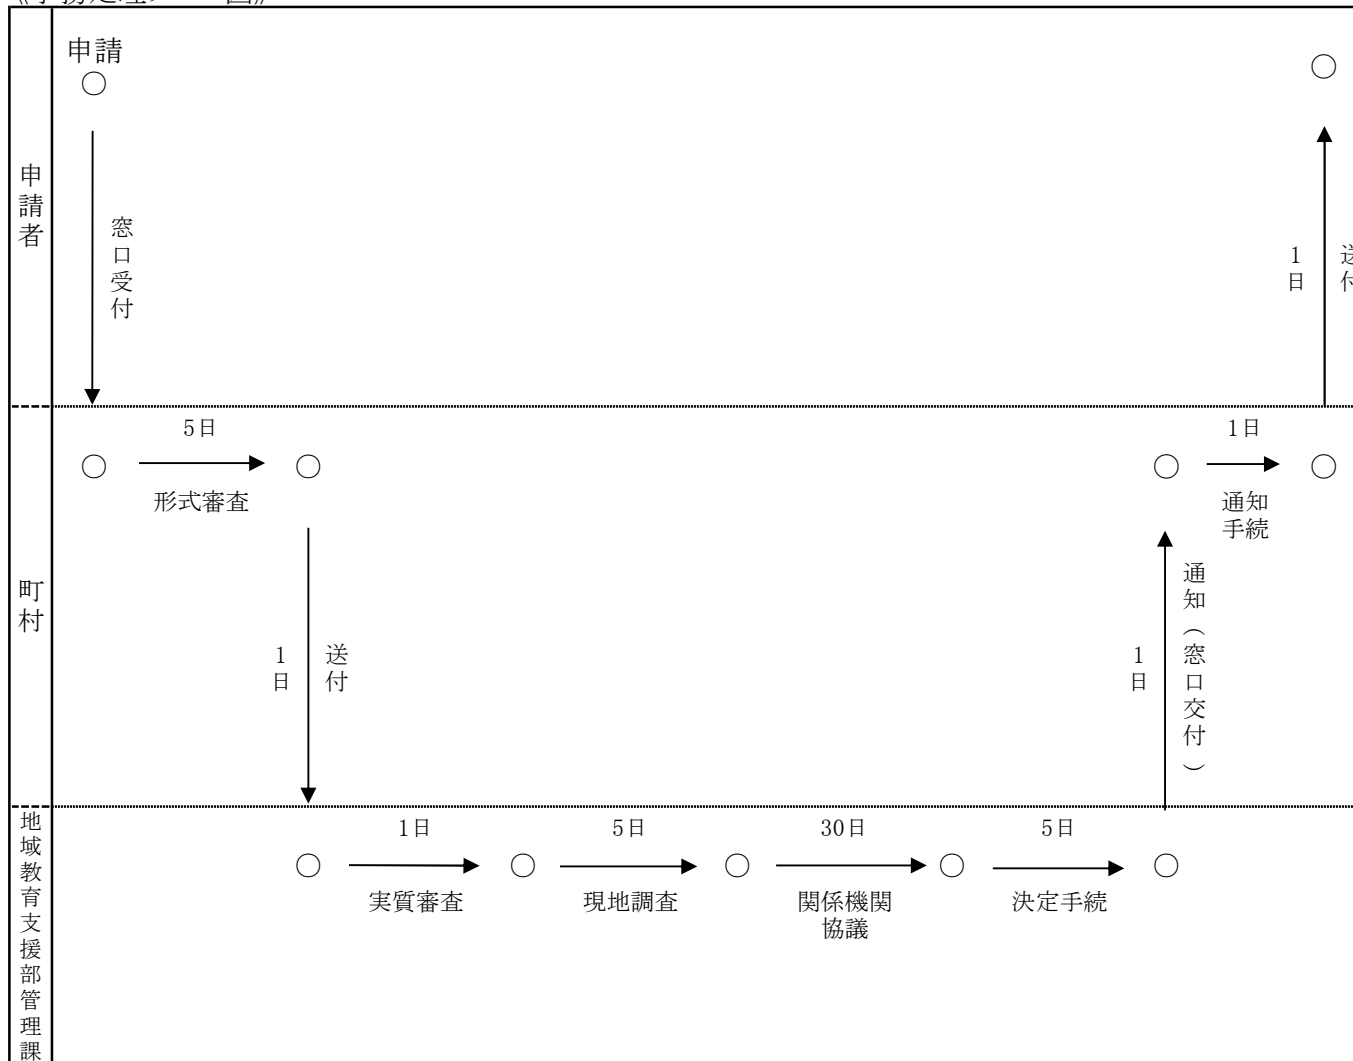 申請
申請者
窓口受付
1日
送付
5日
形式審査
1日
通知
手続
町村
1日
送付
1日
通知（窓口交付）
地域教育支援部管理課
1日
実質審査
5日
現地調査
30日
関係機関
協議
5日
決定手続